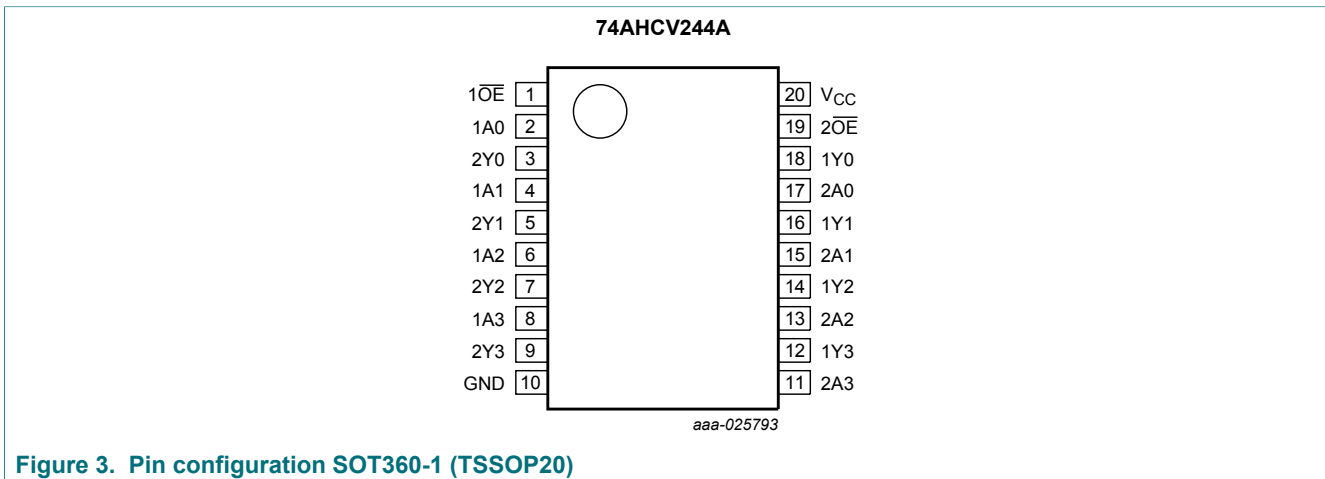 74AHCV244A
1O̅E̅ 1 20 VCC
1A0 2 19 2O̅E̅
2Y0 3 18 1Y0
1A1 4 17 2A0
2Y1 5 16 1Y1
1A2 6 15 2A1
2Y2 7 14 1Y2
1A3 8 13 2A2
2Y3 9 12 1Y3
GND 10 11 2A3
aaa-025793
Figure 3. Pin configuration SOT360-1 (TSSOP20)